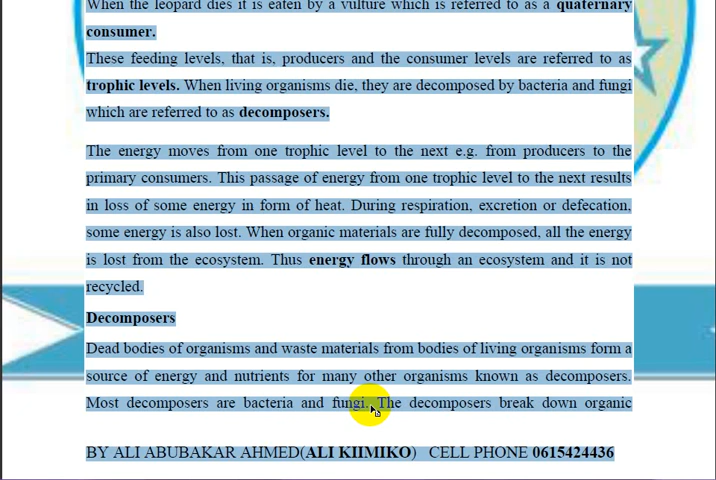 When the leopard dies it is eaten by a vulture which is referred to as a quaternary
consumer.
These feeding levels, that is, producers and the consumer levels are referred to as
trophic levels. When living organisms die, they are decomposed by bacteria and fungi
which are referred to as decomposers.
The energy moves from one trophic level to the next e.g. from producers to the
primary consumers. This passage of energy from one trophic level to the next results
in loss of some energy in form of heat. During respiration, excretion or defecation,
some energy is also lost. When organic materials are fully decomposed, all the energy
is lost from the ecosystem. Thus energy flows through an ecosystem and it is not
recycled.
Decomposers
Dead bodies of organisms and waste materials from bodies of living organisms form a
source of energy and nutrients for many other organisms known as decomposers.
Most decomposers are bacteria and fungi. The decomposers break down organic
BY ALI ABUBAKAR AHMED(ALI KIIMIKO) CELL PHONE 0615424436